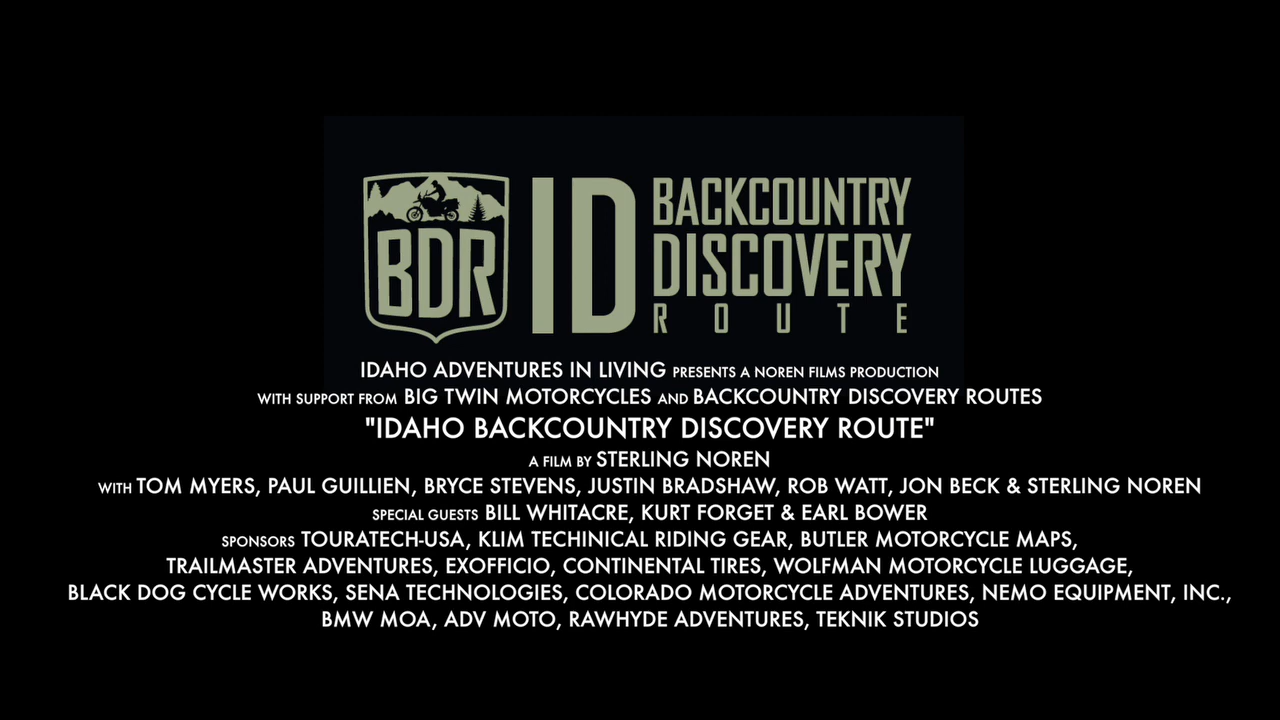 BDR
ID
BACKCOUNTRY
DISCOVERY
ROUTE
IDAHO ADVENTURES IN LIVING PRESENTS A NOREN FILMS PRODUCTION
WITH SUPPORT FROM BIG TWIN MOTORCYCLES AND BACKCOUNTRY DISCOVERY ROUTES
"IDAHO BACKCOUNTRY DISCOVERY ROUTE"
A FILM BY STERLING NOREN
WITH TOM MYERS, PAUL GUILLIEN, BRYCE STEVENS, JUSTIN BRADSHAW, ROB WATT, JON BECK & STERLING NOREN
SPECIAL GUESTS BILL WHITACRE, KURT FORGET & EARL BOWER
SPONSORS TOURATECH-USA, KLIM TECHINICAL RIDING GEAR, BUTLER MOTORCYCLE MAPS,
TRAILMASTER ADVENTURES, EXOFFICIO, CONTINENTAL TIRES, WOLFMAN MOTORCYCLE LUGGAGE,
BLACK DOG CYCLE WORKS, SENA TECHNOLOGIES, COLORADO MOTORCYCLE ADVENTURES, NEMO EQUIPMENT, INC.,
BMW MOA, ADV MOTO, RAWHYDE ADVENTURES, TEKNIK STUDIOS